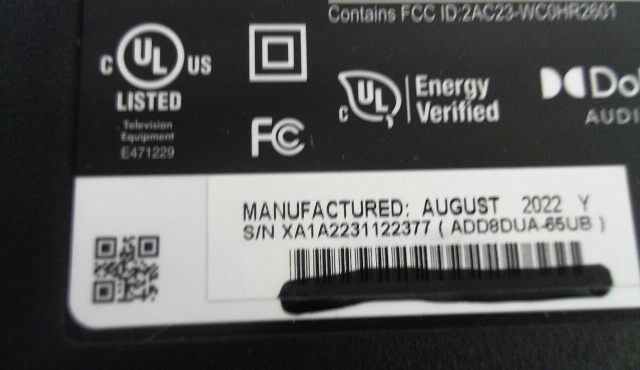 Contains FCC ID:2AC23-WC0HR2601
C UL US
LISTED
Television
Equipment
E471229
FC
C UL Energy
Verified
Dol
AUDI
MANUFACTURED: AUGUST 2022 Y
S/N XA1A2231122377 ( ADD8DUA-65UB )